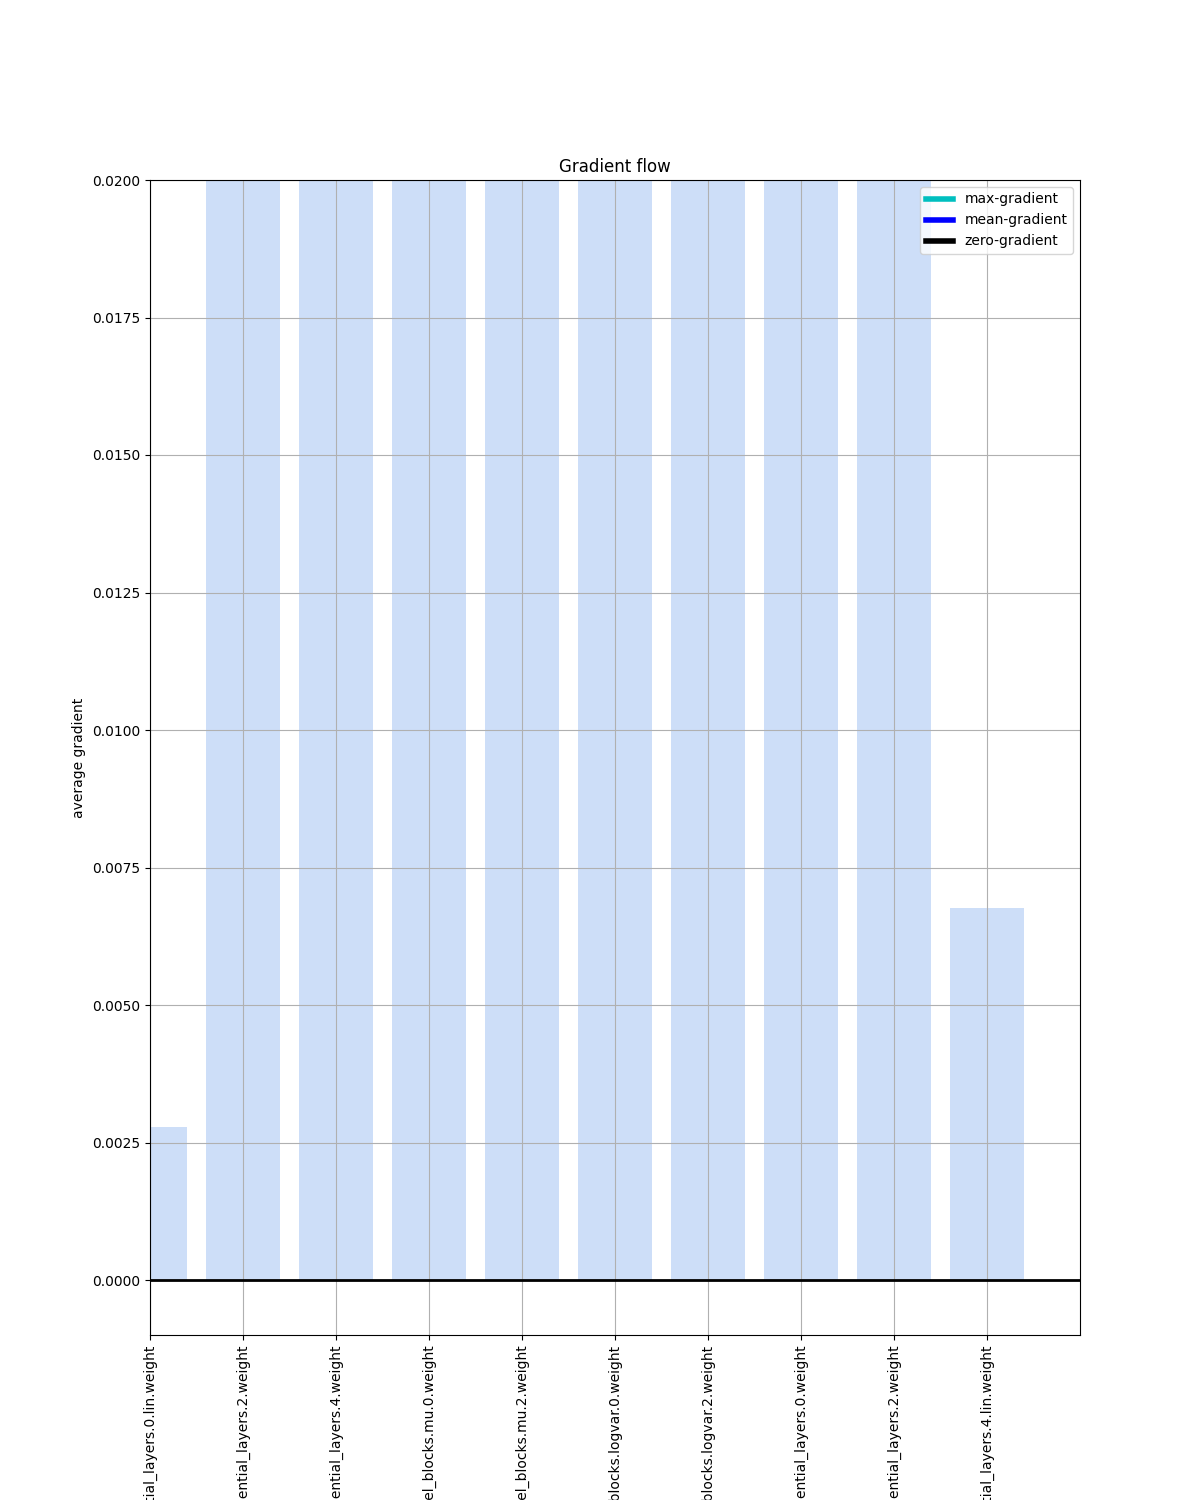 Gradient flow
max-gradient
mean-gradient
zero-gradient
0.0200
0.0175
0.0150
0.0125
0.0100
0.0075
0.0050
0.0025
0.0000
average gradient
tial_layers.0.lin.weight
ential_layers.2.weight
ential_layers.4.weight
el_blocks.mu.0.weight
el_blocks.mu.2.weight
blocks.logvar.0.weight
blocks.logvar.2.weight
ential_layers.0.weight
ential_layers.2.weight
tial_layers.4.lin.weight